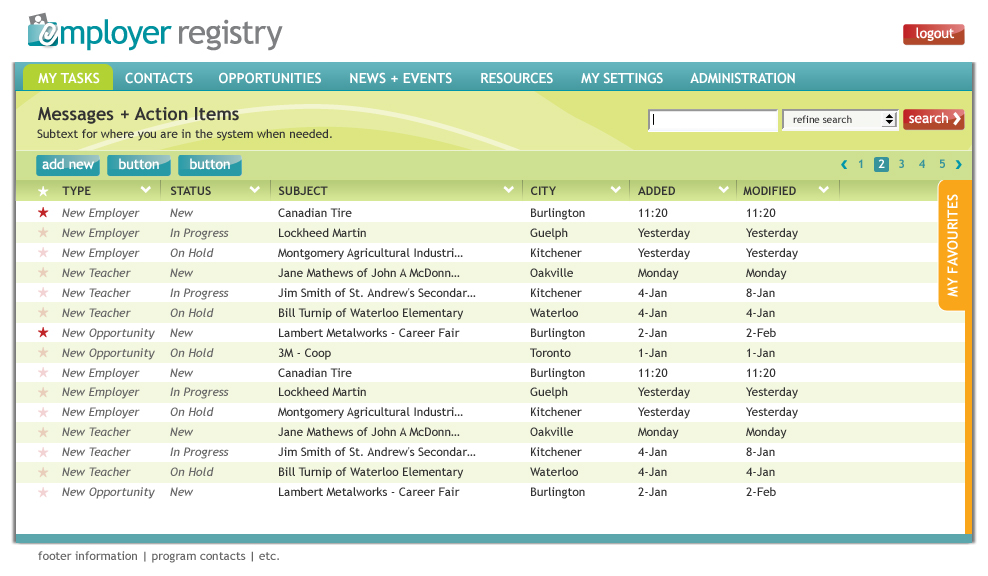 employer registry
logout
MY TASKS CONTACTS OPPORTUNITIES NEWS + EVENTS RESOURCES MY SETTINGS ADMINISTRATION
Messages + Action Items
Subtext for where you are in the system when needed.
refine search search
add new button button 1 2 3 4 5
TYPE STATUS SUBJECT CITY ADDED MODIFIED
MY FAVOURITES
New Employer New Canadian Tire Burlington 11:20 11:20
New Employer In Progress Lockheed Martin Guelph Yesterday Yesterday
New Employer On Hold Montgomery Agricultural Industri... Kitchener Yesterday Yesterday
New Teacher New Jane Mathews of John A McDonn... Oakville Monday Monday
New Teacher In Progress Jim Smith of St. Andrew's Secondar... Kitchener 4-Jan 8-Jan
New Teacher On Hold Bill Turnip of Waterloo Elementary Waterloo 4-Jan 4-Jan
New Opportunity New Lambert Metalworks - Career Fair Burlington 2-Jan 2-Feb
New Opportunity On Hold 3M - Coop Toronto 1-Jan 1-Jan
New Employer New Canadian Tire Burlington 11:20 11:20
New Employer In Progress Lockheed Martin Guelph Yesterday Yesterday
New Employer On Hold Montgomery Agricultural Industri... Kitchener Yesterday Yesterday
New Teacher New Jane Mathews of John A McDonn... Oakville Monday Monday
New Teacher In Progress Jim Smith of St. Andrew's Secondar... Kitchener 4-Jan 8-Jan
New Teacher On Hold Bill Turnip of Waterloo Elementary Waterloo 4-Jan 4-Jan
New Opportunity New Lambert Metalworks - Career Fair Burlington 2-Jan 2-Feb
footer information | program contacts | etc.